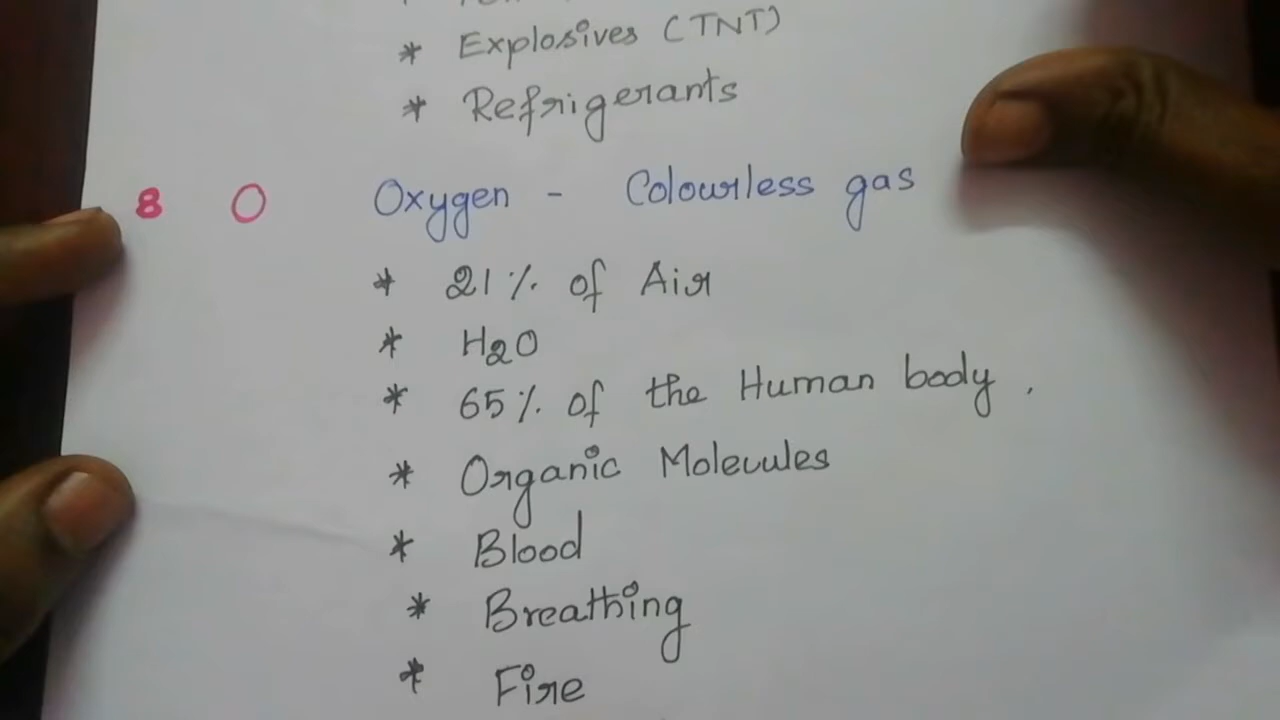 * Explosives (TNT)
* Refrigerants
8 O Oxygen - Colourless gas
* 21% of Air
* H2O
* 65% of the Human body.
* Organic Molecules
* Blood
* Breathing
* Fire